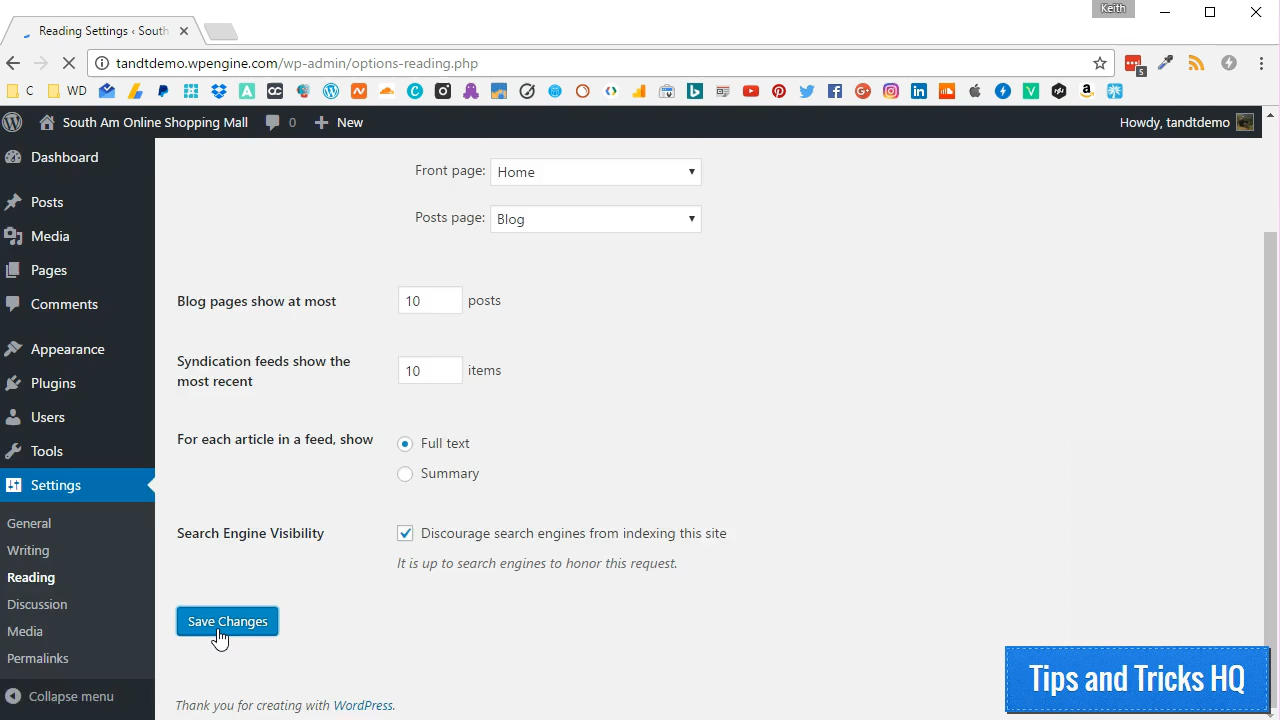 Keith
Reading Settings ‹ South
tandtdemo.wpengine.com/wp-admin/options-reading.php
5
C
WD
South Am Online Shopping Mall
0
New
Howdy, tandtdemo
Dashboard
Posts
Media
Pages
Comments
Appearance
Plugins
Users
Tools
Settings
General
Writing
Reading
Discussion
Media
Permalinks
Collapse menu
Front page: Home
Posts page: Blog
Blog pages show at most 10 posts
Syndication feeds show the
most recent 10 items
For each article in a feed, show Full text
Summary
Search Engine Visibility Discourage search engines from indexing this site
It is up to search engines to honor this request.
Save Changes
Thank you for creating with WordPress.
Tips and Tricks HQ